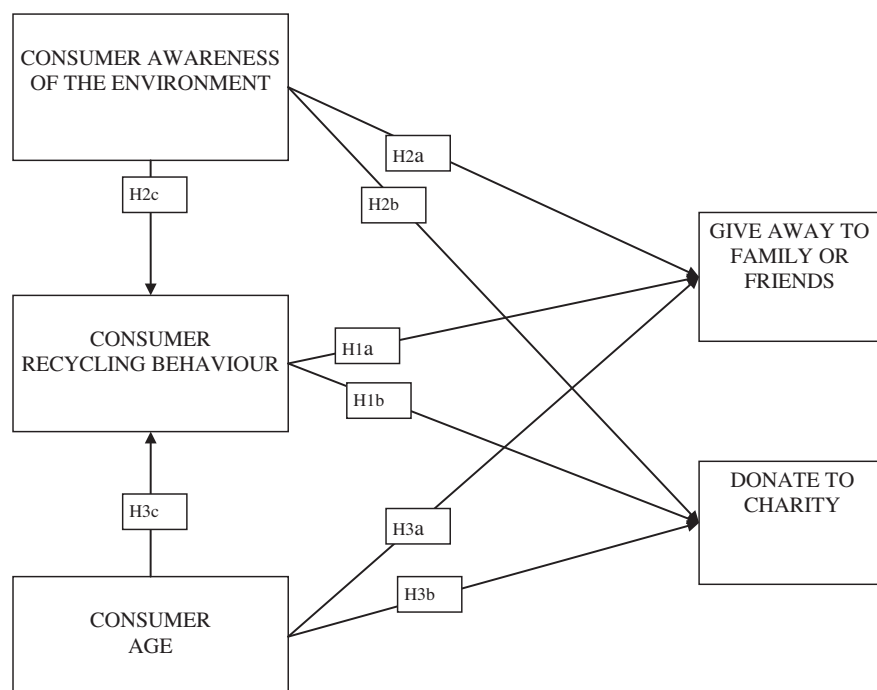 CONSUMER AWARENESS
OF THE ENVIRONMENT
H2a
H2c
H2b
GIVE AWAY TO
FAMILY OR
FRIENDS
CONSUMER
RECYCLING BEHAVIOUR
H1a
H1b
DONATE TO
CHARITY
H3c
H3a
H3b
CONSUMER
AGE